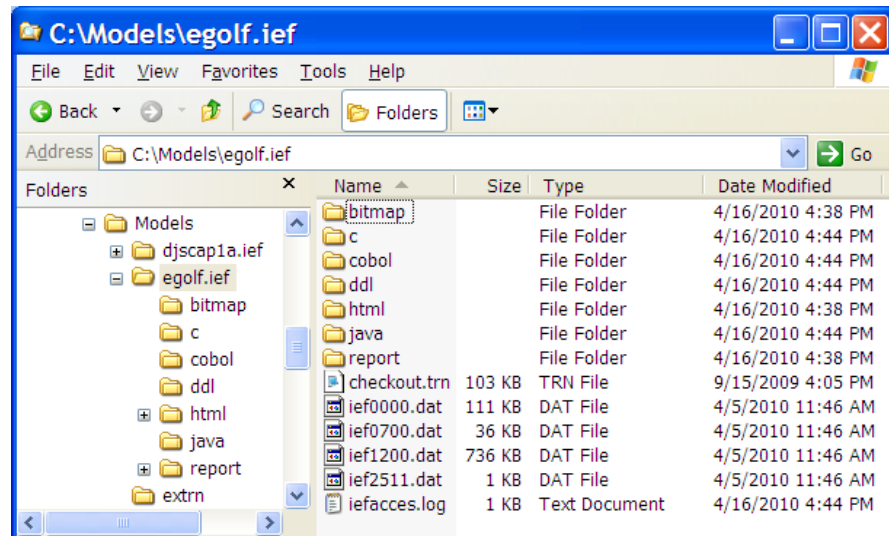 C:\Models\egolf.ief
File Edit View Favorites Tools Help
Back Search Folders
Address C:\Models\egolf.ief Go
Folders × Name Size Type Date Modified
Models
djscap1a.ief
egolf.ief
bitmap
c
cobol
ddl
html
java
report
extrn
bitmap File Folder 4/16/2010 4:38 PM
c File Folder 4/16/2010 4:44 PM
cobol File Folder 4/16/2010 4:44 PM
ddl File Folder 4/16/2010 4:44 PM
html File Folder 4/16/2010 4:38 PM
java File Folder 4/16/2010 4:44 PM
report File Folder 4/16/2010 4:38 PM
checkout.trn 103 KB TRN File 9/15/2009 4:05 PM
ief0000.dat 111 KB DAT File 4/5/2010 11:46 AM
ief0700.dat 36 KB DAT File 4/5/2010 11:46 AM
ief1200.dat 736 KB DAT File 4/5/2010 11:46 AM
ief2511.dat 1 KB DAT File 4/5/2010 11:46 AM
iefacces.log 1 KB Text Document 4/16/2010 4:44 PM